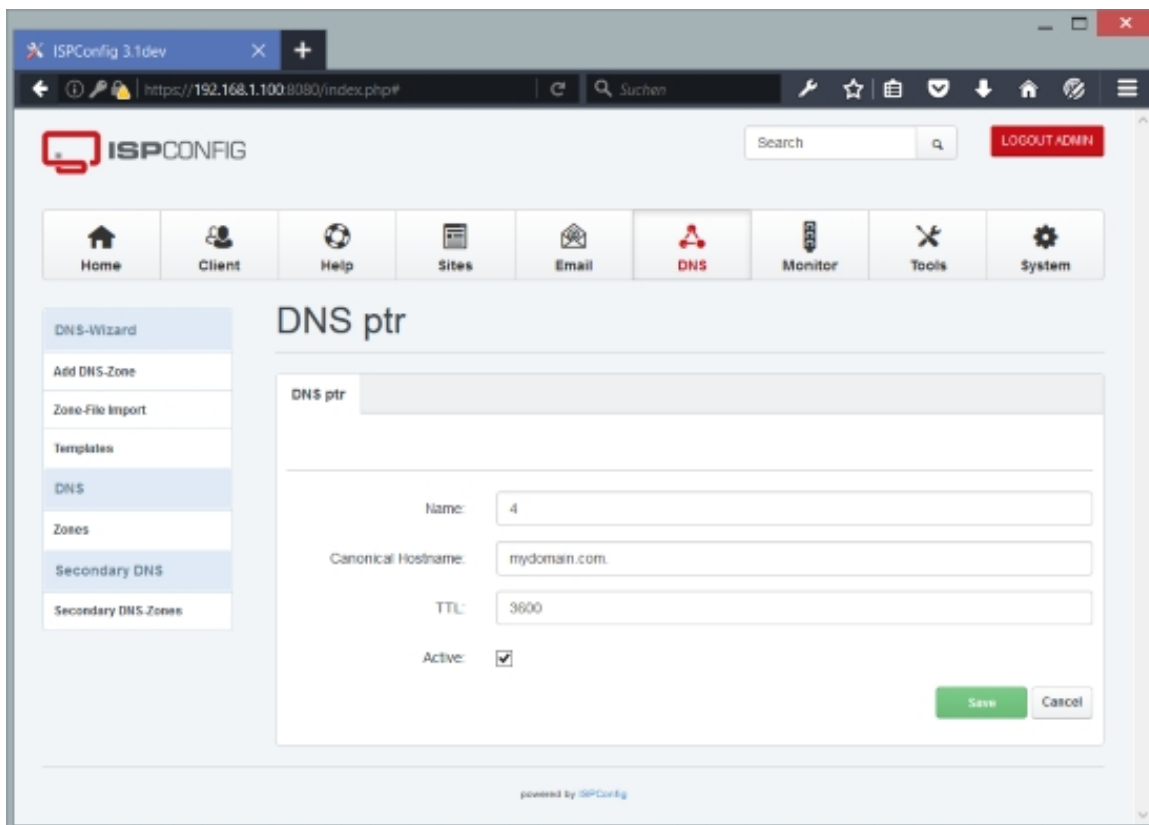 ISPConfig 3.1dev
https://192.168.1.100:8080/index.php#
Suchen
ISPCONFIG
Search
LOGOUT ADMIN
Home Client Help Sites Email DNS Monitor Tools System
DNS-Wizard
Add DNS-Zone
Zone-File Import
Templates
DNS
Zones
Secondary DNS
Secondary DNS-Zones
DNS ptr
DNS ptr
Name: 4
Canonical Hostname: mydomain.com.
TTL: 3600
Active:
Save Cancel
powered by ISPConfig